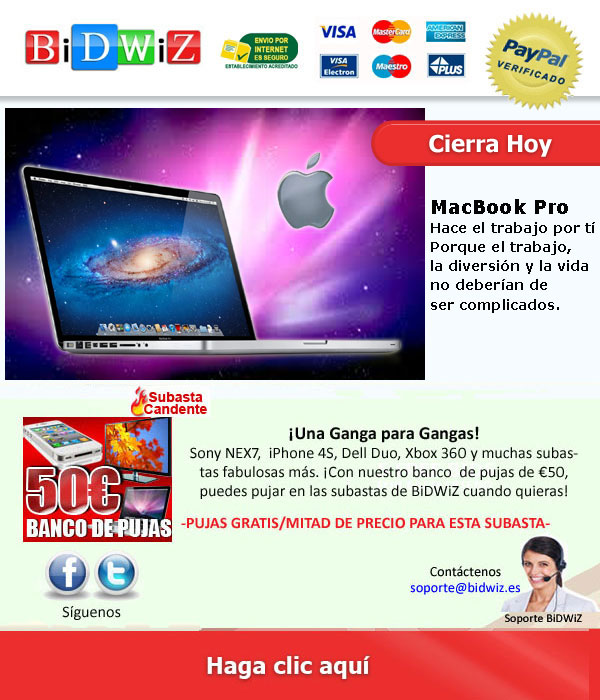 BiDWiZ
ENVIO POR
INTERNET
ES SEGURO
ESTABLECIMIENTO ACREDITADO
VISA
MasterCard
AMERICAN
EXPRESS
VISA
Electron
Maestro
PLUS
PayPal
VERIFICADO
Cierra Hoy
MacBook Pro
Hace el trabajo por tí
Porque el trabajo,
la diversión y la vida
no deberían de
ser complicados.
Subasta
Candente
50€
BANCO DE PUJAS
¡Una Ganga para Gangas!
Sony NEX7, iPhone 4S, Dell Duo, Xbox 360 y muchas subas-
tas fabulosas más. ¡Con nuestro banco de pujas de €50,
puedes pujar en las subastas de BiDWiZ cuando quieras!
-PUJAS GRATIS/MITAD DE PRECIO PARA ESTA SUBASTA-
Síguenos
Contáctenos
soporte@bidwiz.es
Soporte BiDWiZ
Haga clic aquí